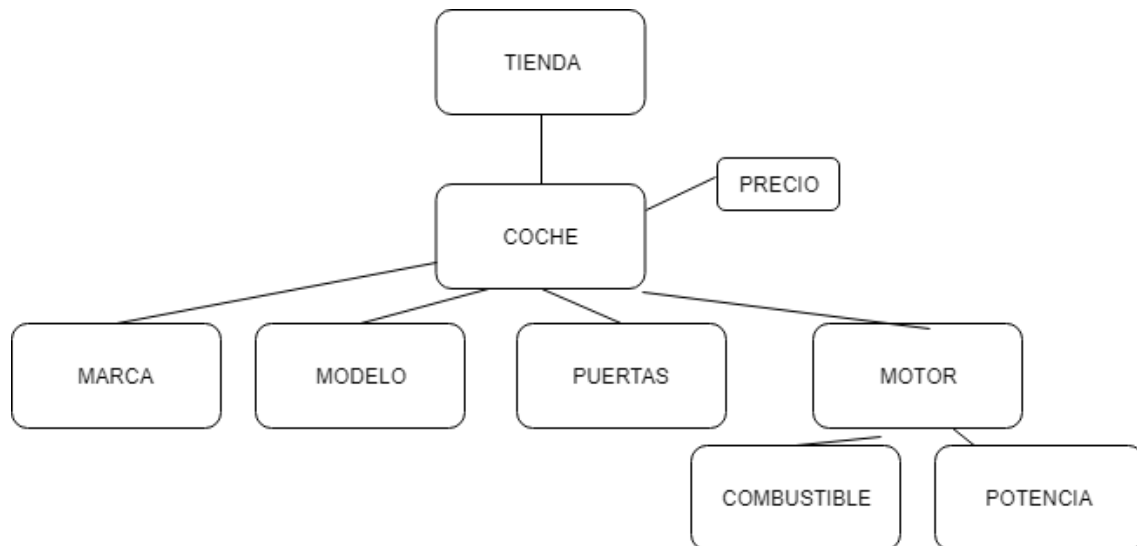 TIENDA
PRECIO
COCHE
MARCA
MODELO
PUERTAS
MOTOR
COMBUSTIBLE
POTENCIA